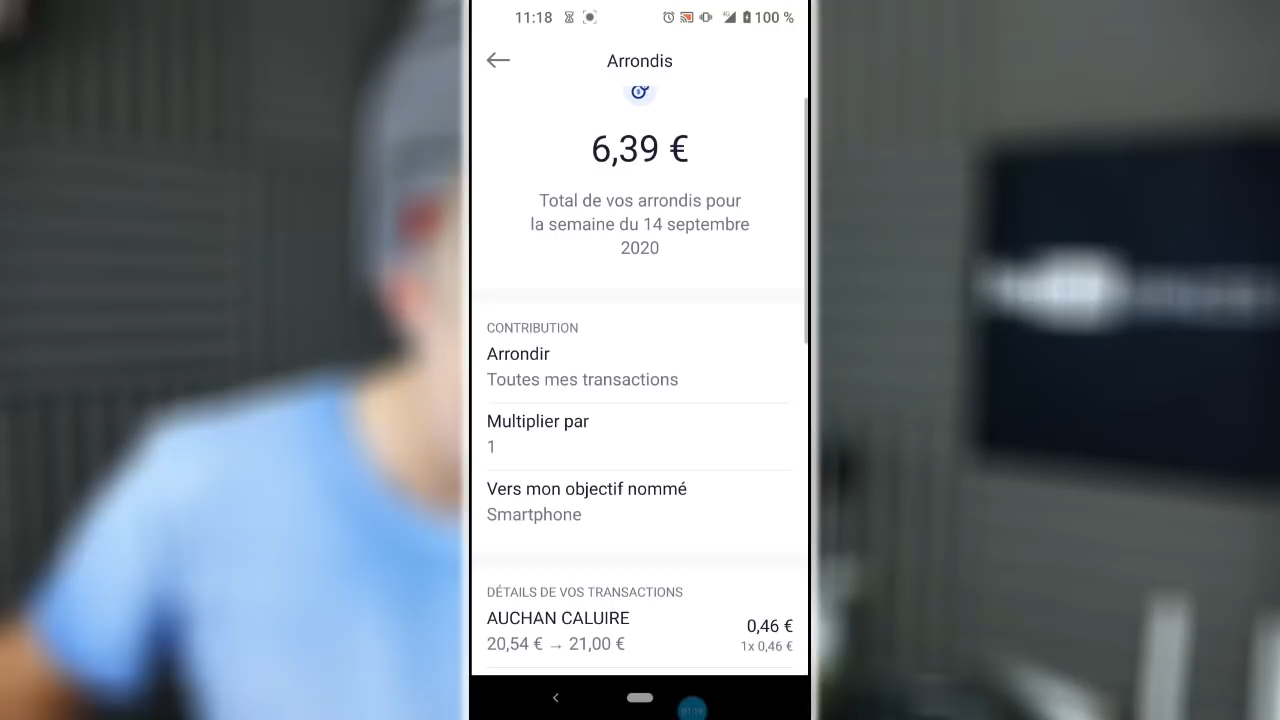 11:18
100 %
Arrondis
6,39 €
Total de vos arrondis pour
la semaine du 14 septembre
2020
CONTRIBUTION
Arrondir
Toutes mes transactions
Multiplier par
1
Vers mon objectif nommé
Smartphone
DÉTAILS DE VOS TRANSACTIONS
AUCHAN CALUIRE
0,46 €
20,54 € → 21,00 €
1x 0,46 €
01:19